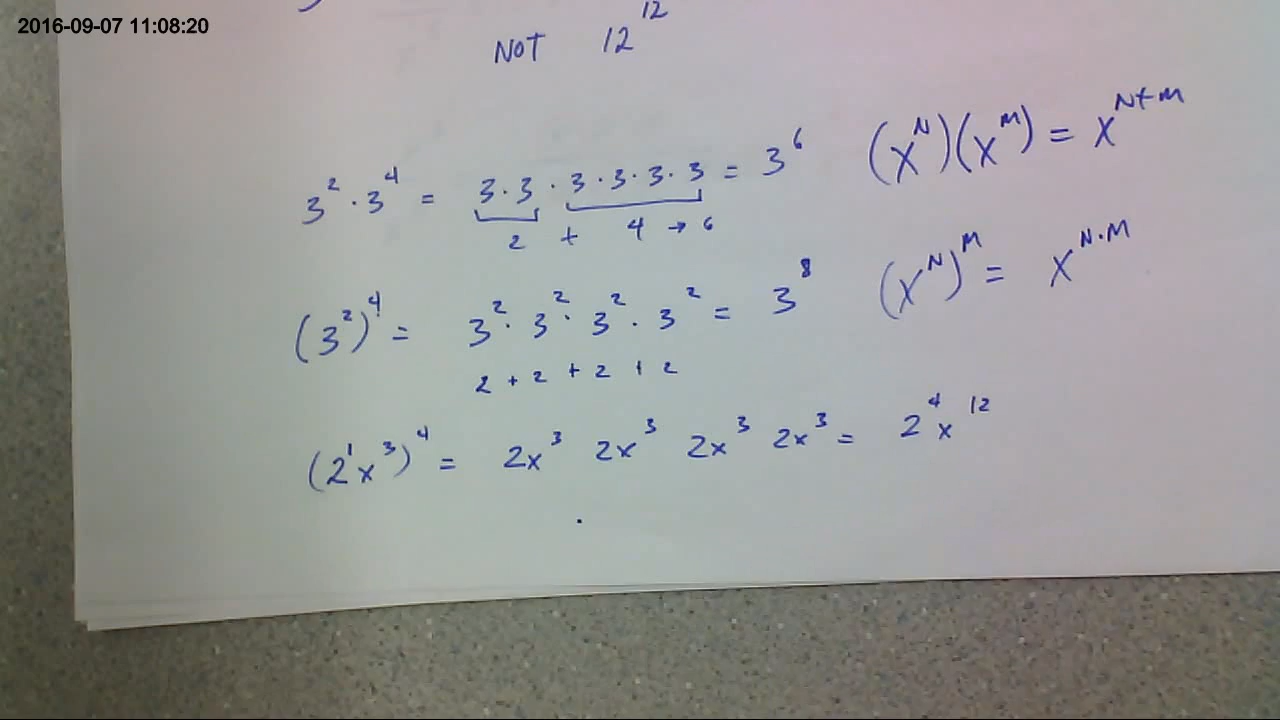 2016-09-07 11:08:20
NOT 12^12
3^2 · 3^4 = 3 · 3 · 3 · 3 · 3 · 3 = 3^6 (x^N)(x^M) = x^N+M
2 + 4 → 6
(3^2)^4 = 3^2 · 3^2 · 3^2 · 3^2 = 3^8 (x^N)^M = x^N·M
2 + 2 + 2 + 2
(2^1 x^3)^4 = 2x^3 2x^3 2x^3 2x^3 = 2^4 x^12